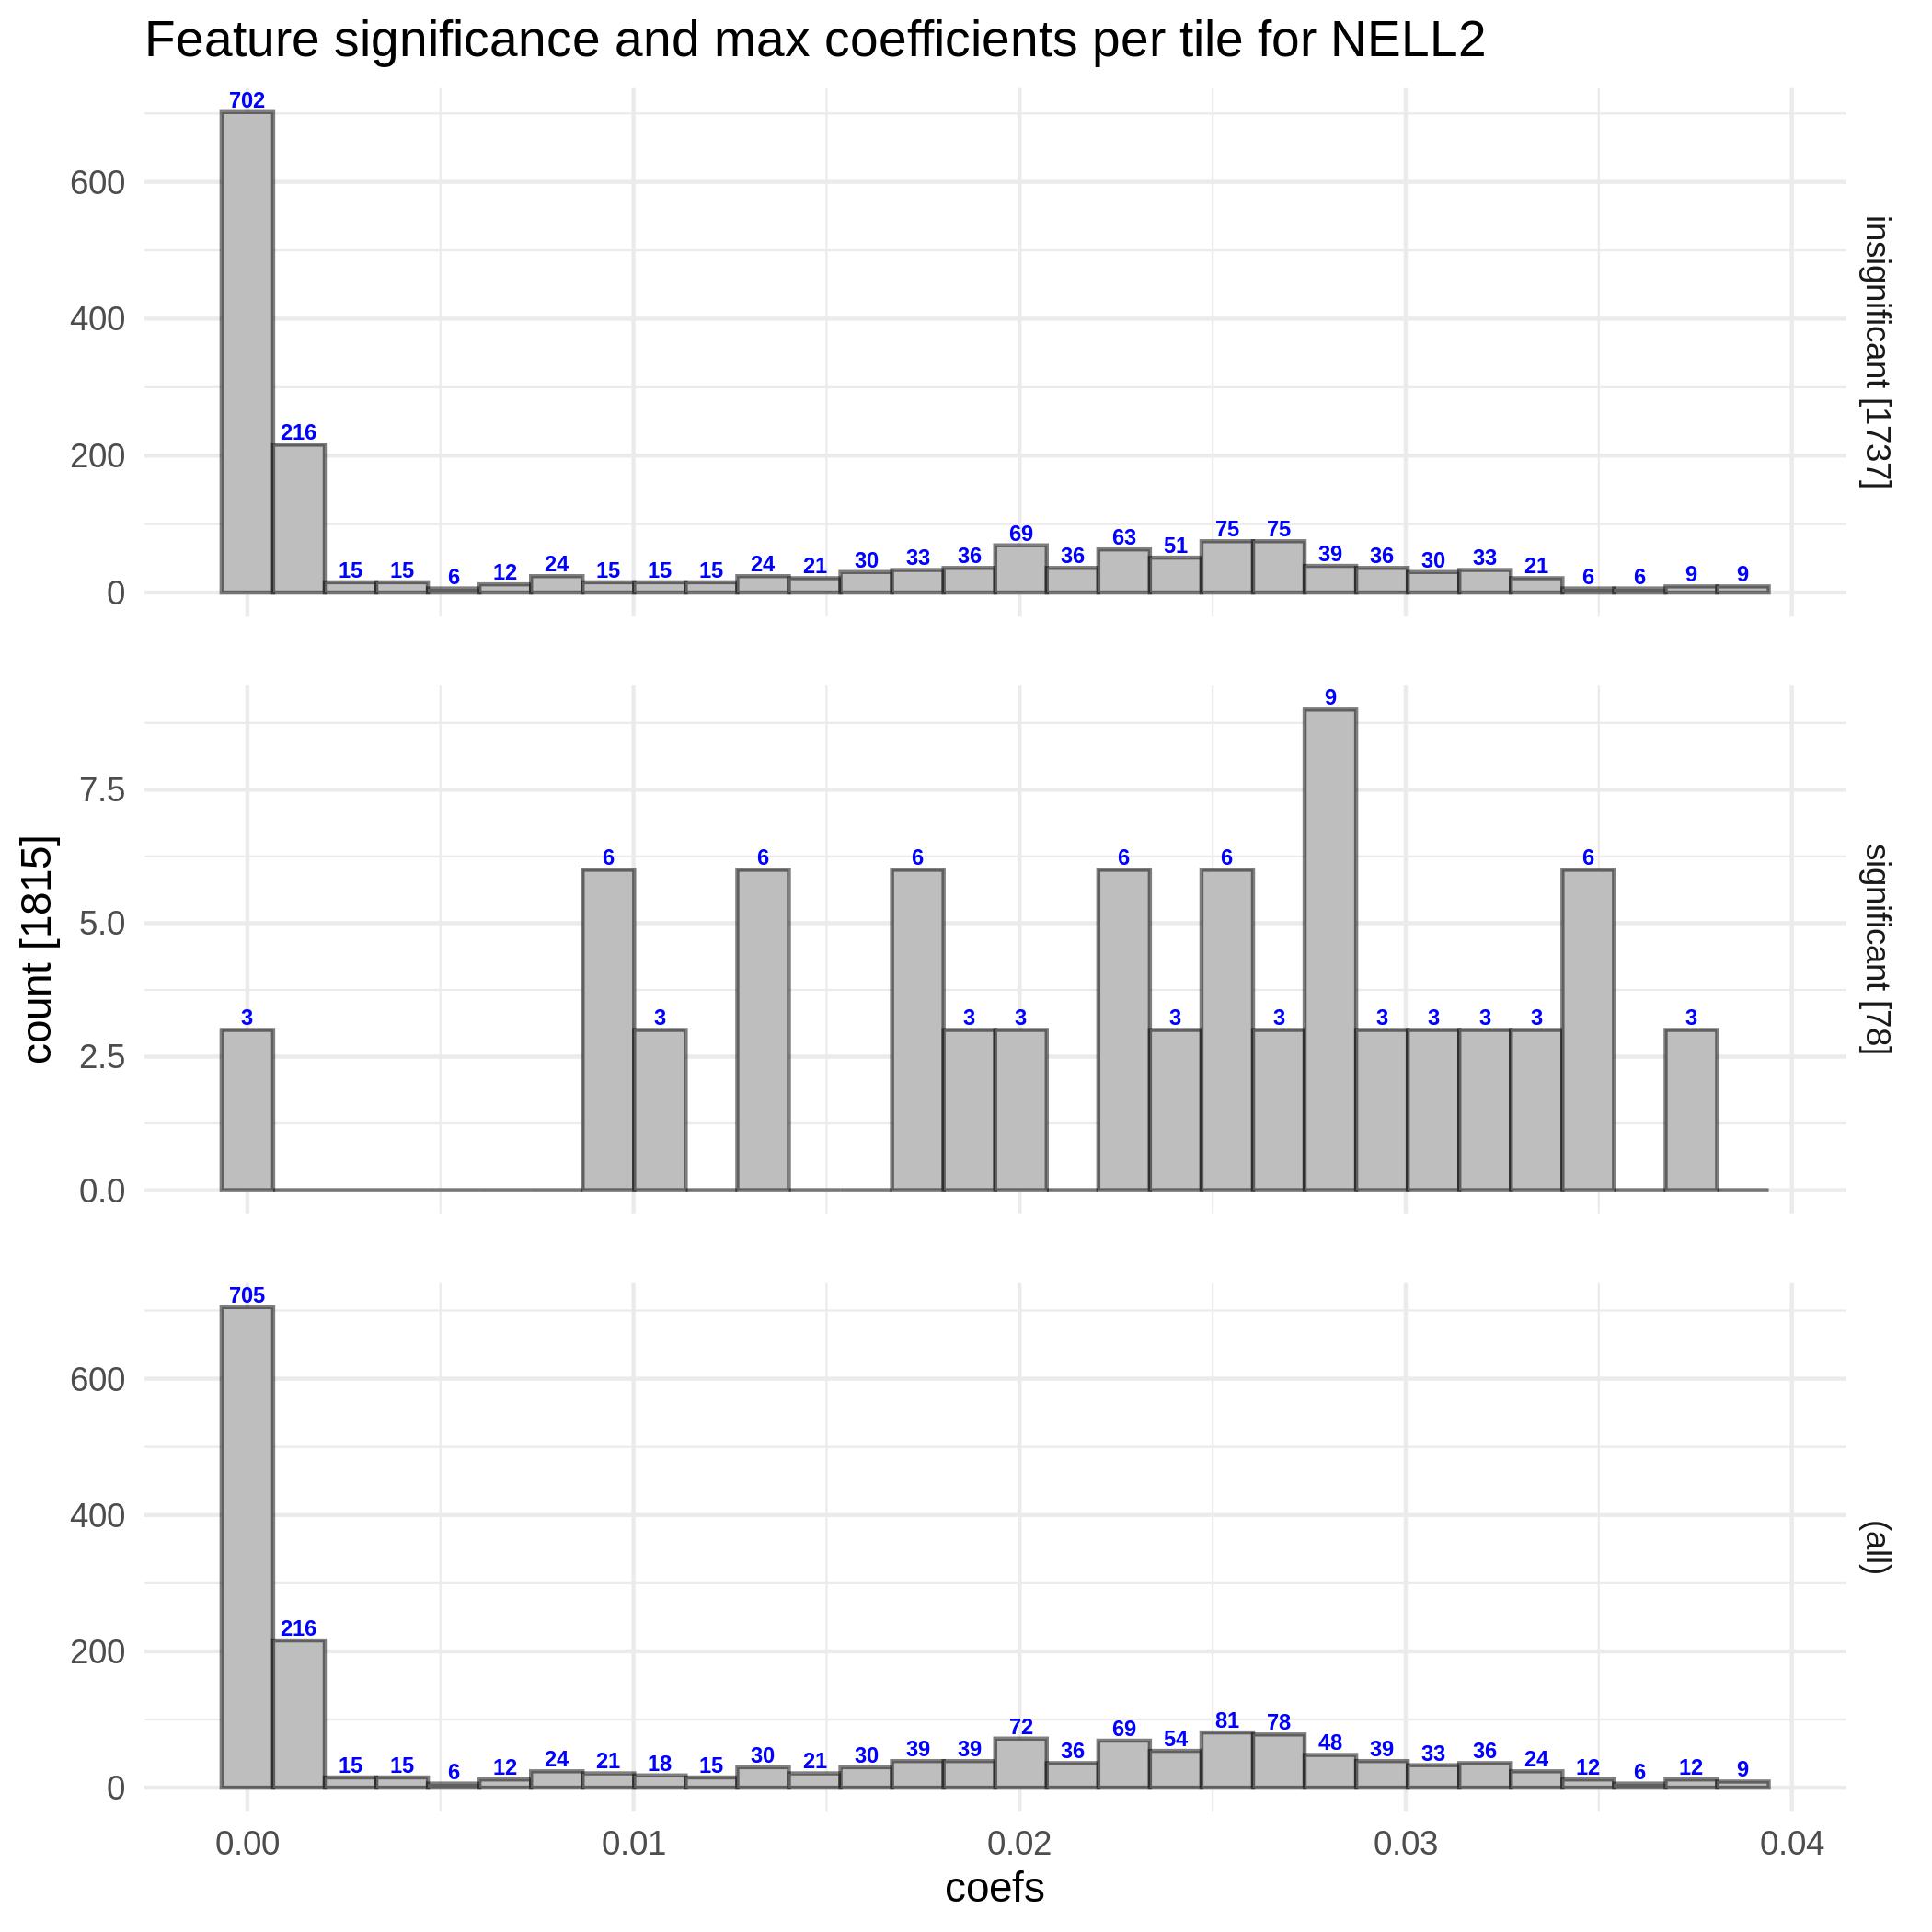 Feature significance and max coefficients per tile for NELL2
702
600
400
200
0
216 15 15 6 12 24 15 15 15 24 21 30 33 36 69 36 63 51 75 75 39 36 30 33 21 6 6 9 9
insignificant [1737]
count [1815]
7.5
5.0
2.5
0.0
3 6 3 6 6 3 3 6 3 6 3 9 3 3 3 3 6 3
significant [78]
705
600
400
200
0
216 15 15 6 12 24 21 18 15 30 21 30 39 39 72 36 69 54 81 78 48 39 33 36 24 12 6 12 9
(all)
0.00 0.01 0.02 0.03 0.04
coefs